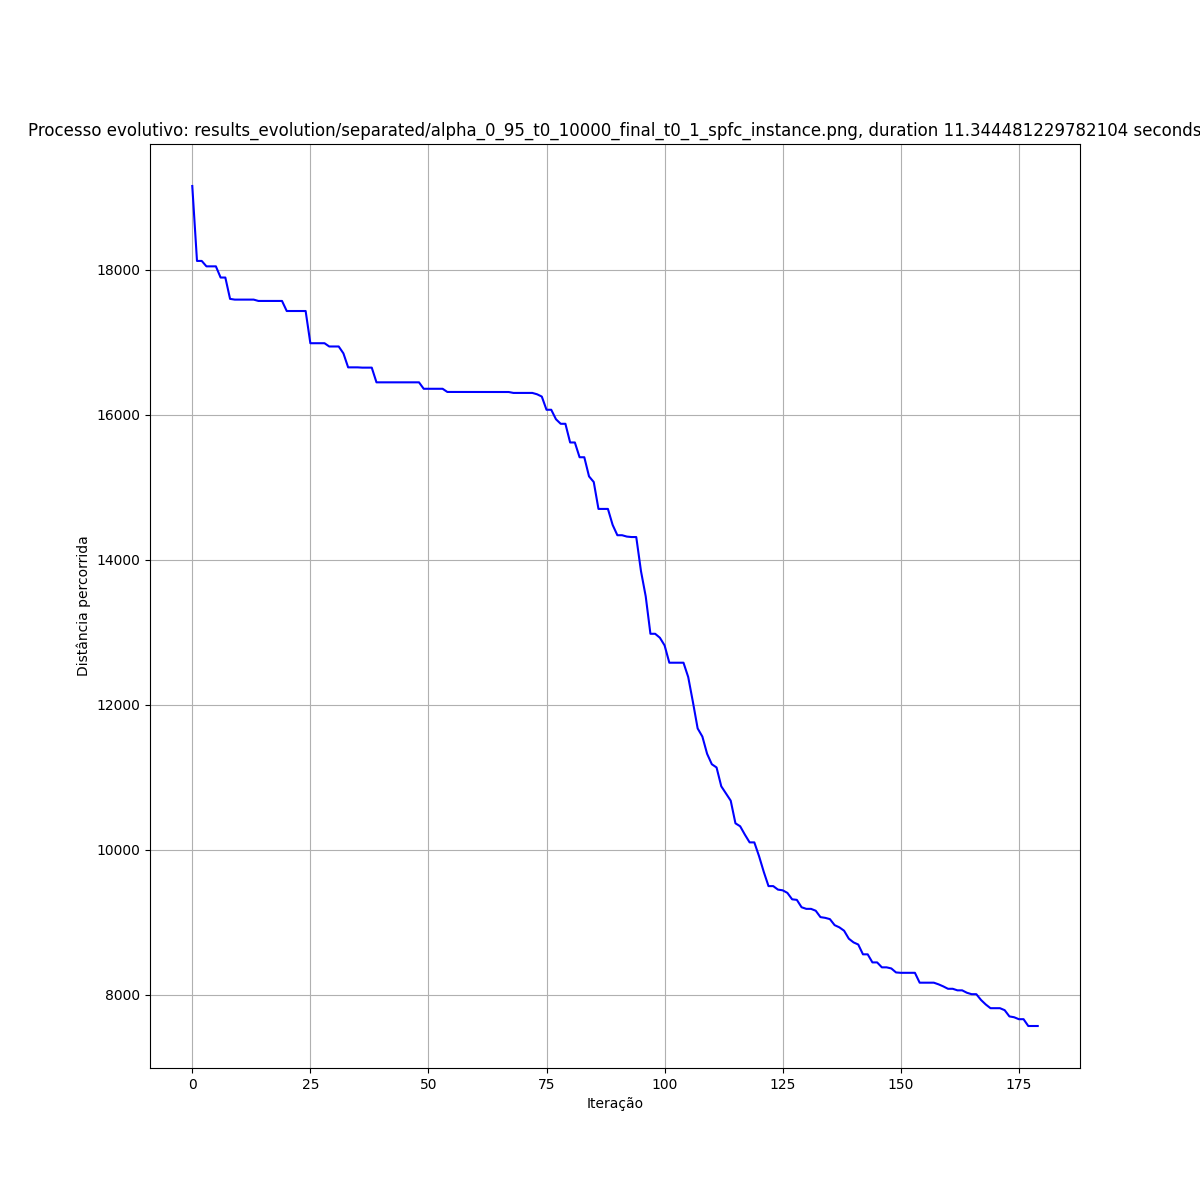 Processo evolutivo: results_evolution/separated/alpha_0_95_t0_10000_final_t0_1_spfc_instance.png, duration 11.344481229782104 seconds
18000
16000
14000
12000
10000
8000
Distância percorrida
0 25 50 75 100 125 150 175
Iteração